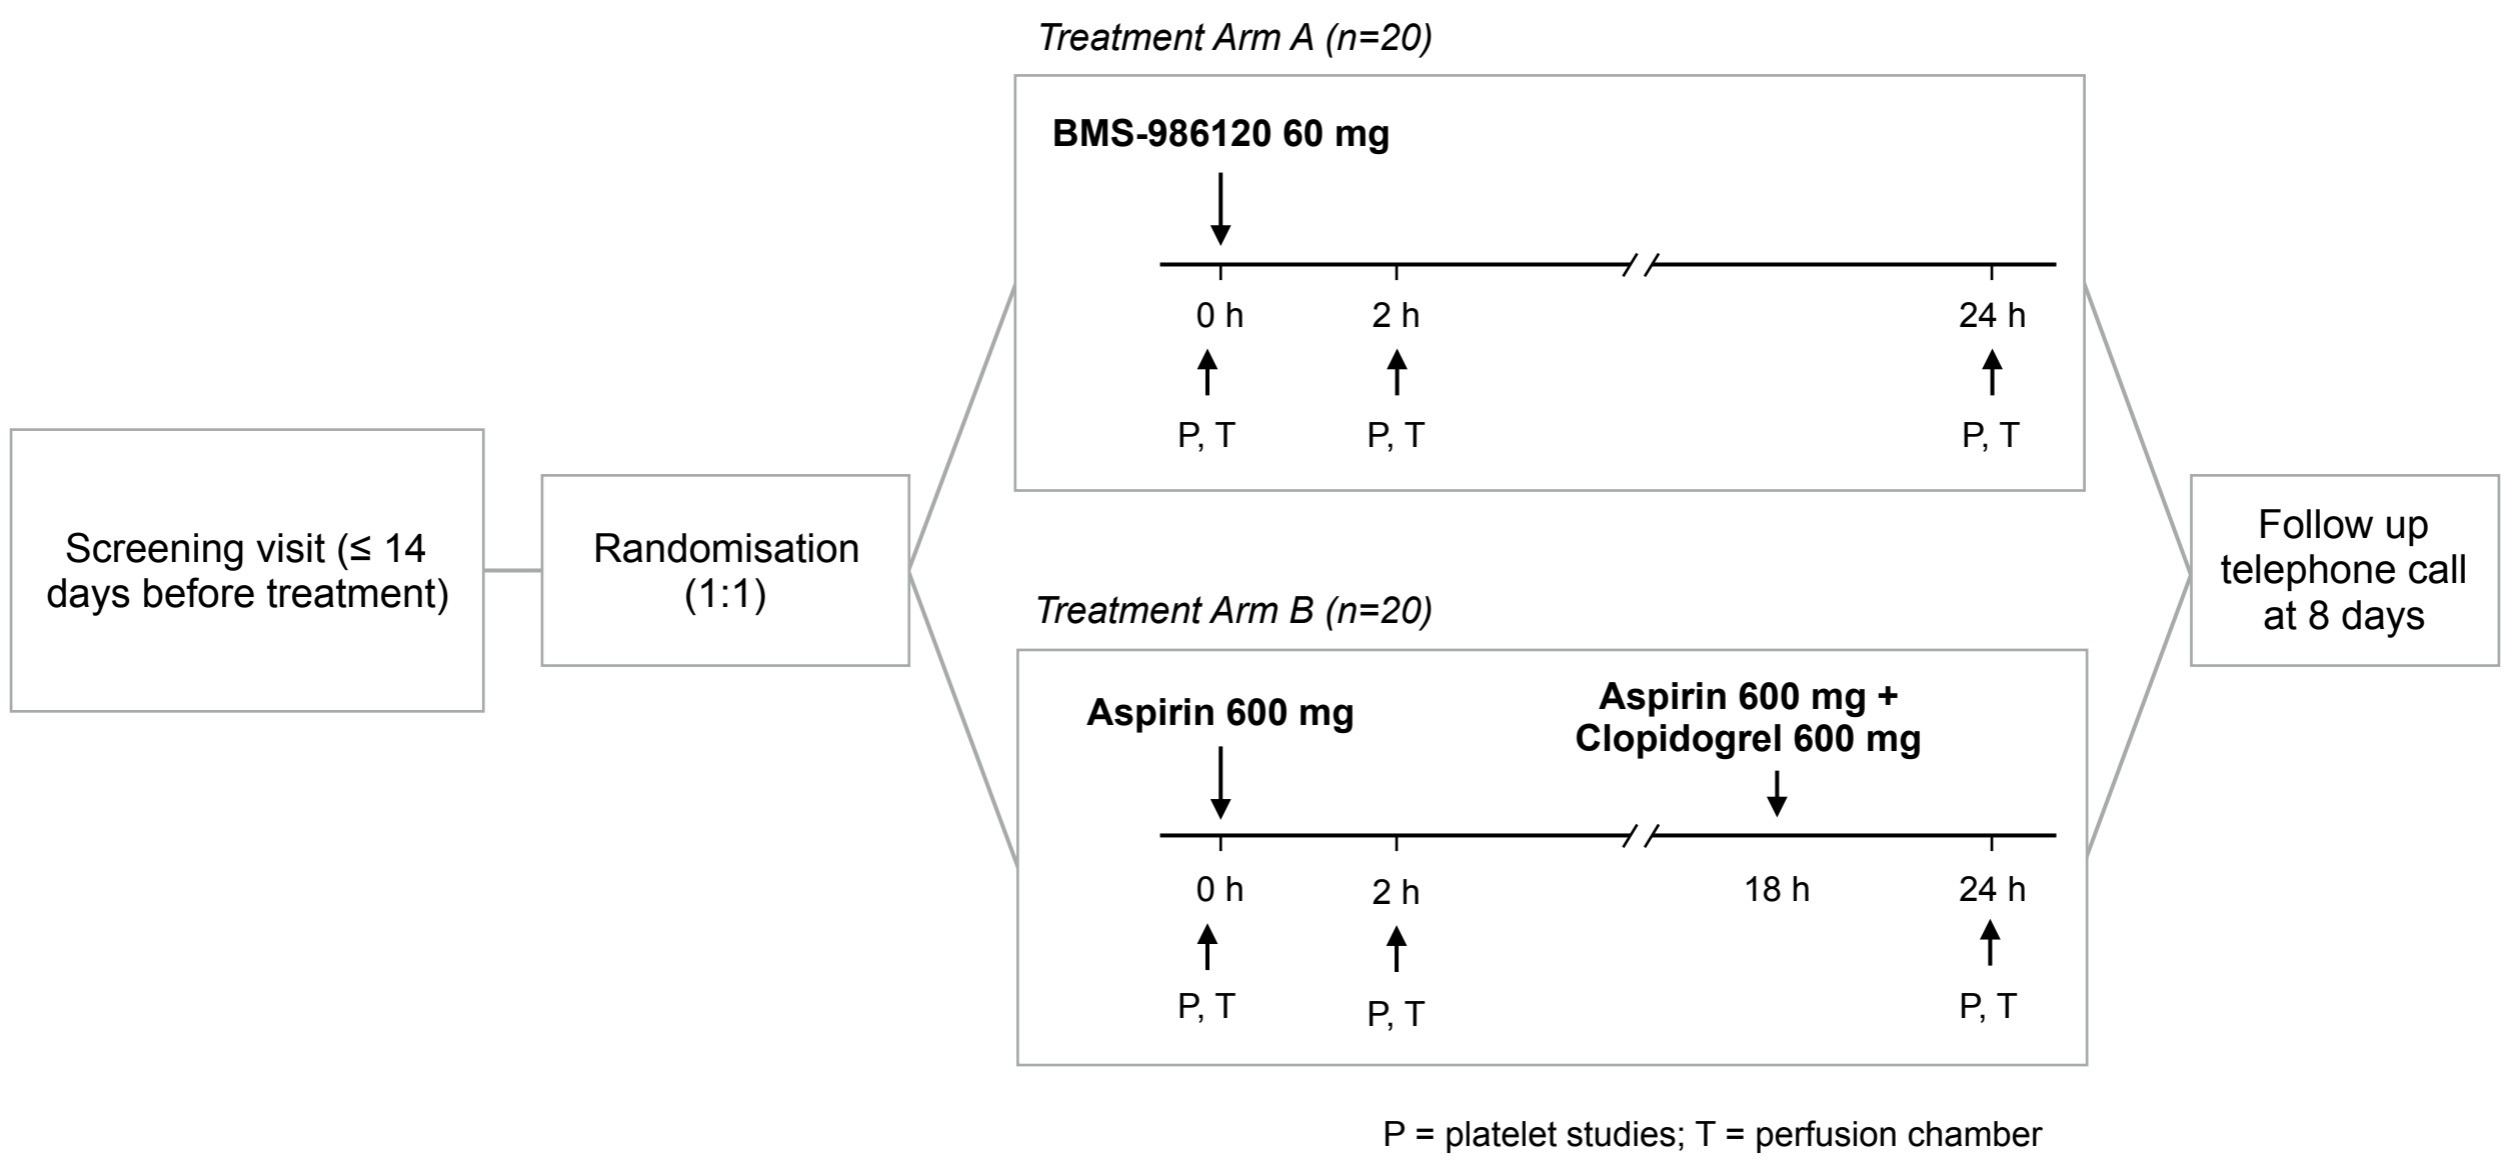 Screening visit (≤ 14
days before treatment)
Randomisation
(1:1)
Treatment Arm A (n=20)
BMS-986120 60 mg
0 h
2 h
24 h
P, T
P, T
P, T
Treatment Arm B (n=20)
Aspirin 600 mg
Aspirin 600 mg +
Clopidogrel 600 mg
0 h
2 h
18 h
24 h
P, T
P, T
P, T
Follow up
telephone call
at 8 days
P = platelet studies; T = perfusion chamber